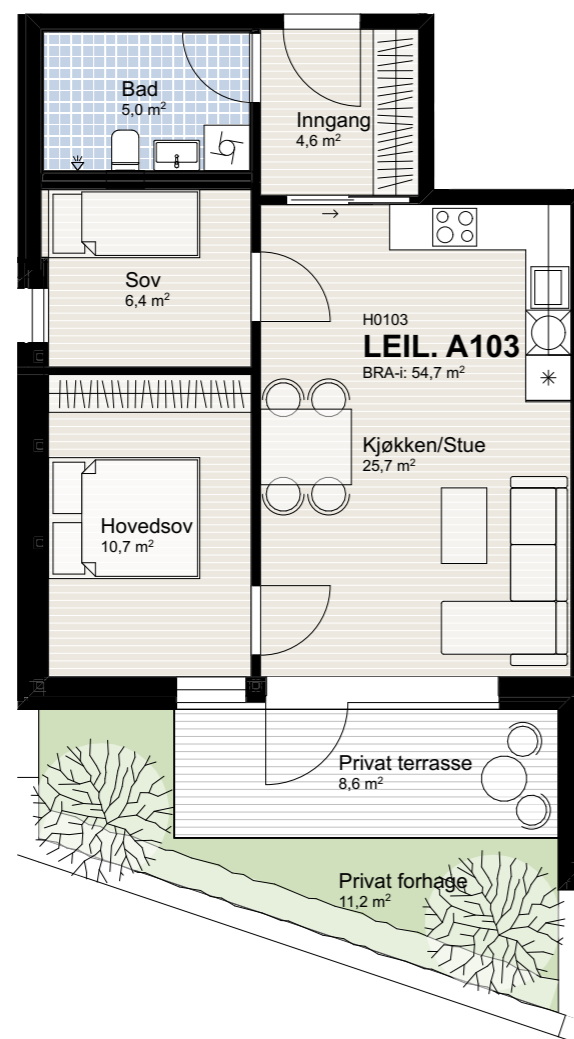 Bad
5,0 m²
Inngang
4,6 m²
Sov
6,4 m²
H0103
LEIL. A103
BRA-i: 54,7 m²
Kjøkken/Stue
25,7 m²
Hovedsov
10,7 m²
Privat terrasse
8,6 m²
Privat forhage
11,2 m²